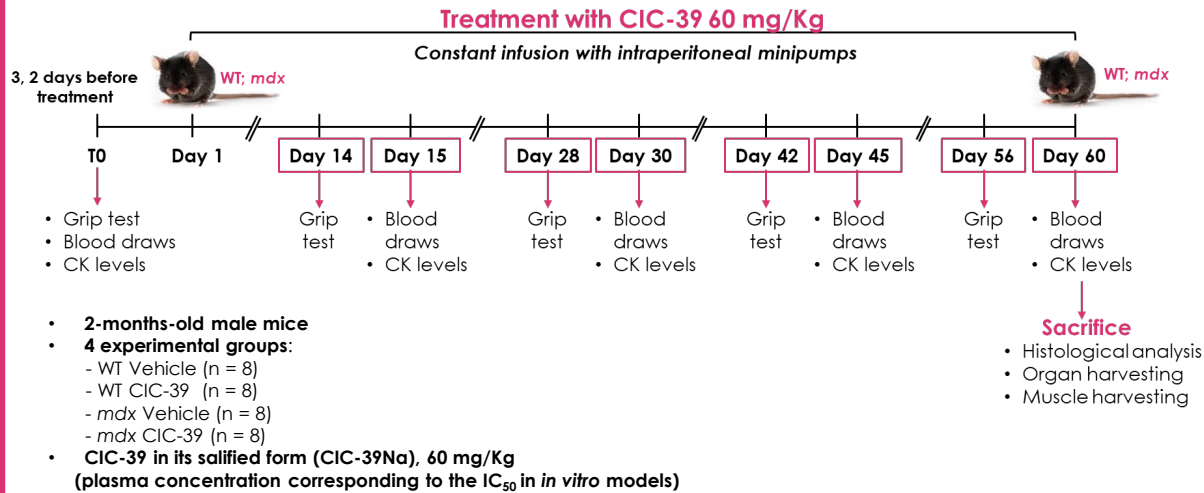 Treatment with CIC-39 60 mg/Kg
Constant infusion with intraperitoneal minipumps
3, 2 days before
treatment
WT; mdx
WT; mdx
T0
Day 1
Day 14
Day 15
Day 28
Day 30
Day 42
Day 45
Day 56
Day 60
• Grip test
• Blood draws
• CK levels
Grip
test
• Blood
draws
• CK levels
Grip
test
• Blood
draws
• CK levels
Grip
test
• Blood
draws
• CK levels
Grip
test
• Blood
draws
• CK levels
Sacrifice
• Histological analysis
• Organ harvesting
• Muscle harvesting
• 2-months-old male mice
• 4 experimental groups:
- WT Vehicle (n = 8)
- WT CIC-39 (n = 8)
- mdx Vehicle (n = 8)
- mdx CIC-39 (n = 8)
• CIC-39 in its salified form (CIC-39Na), 60 mg/Kg
(plasma concentration corresponding to the IC50 in in vitro models)